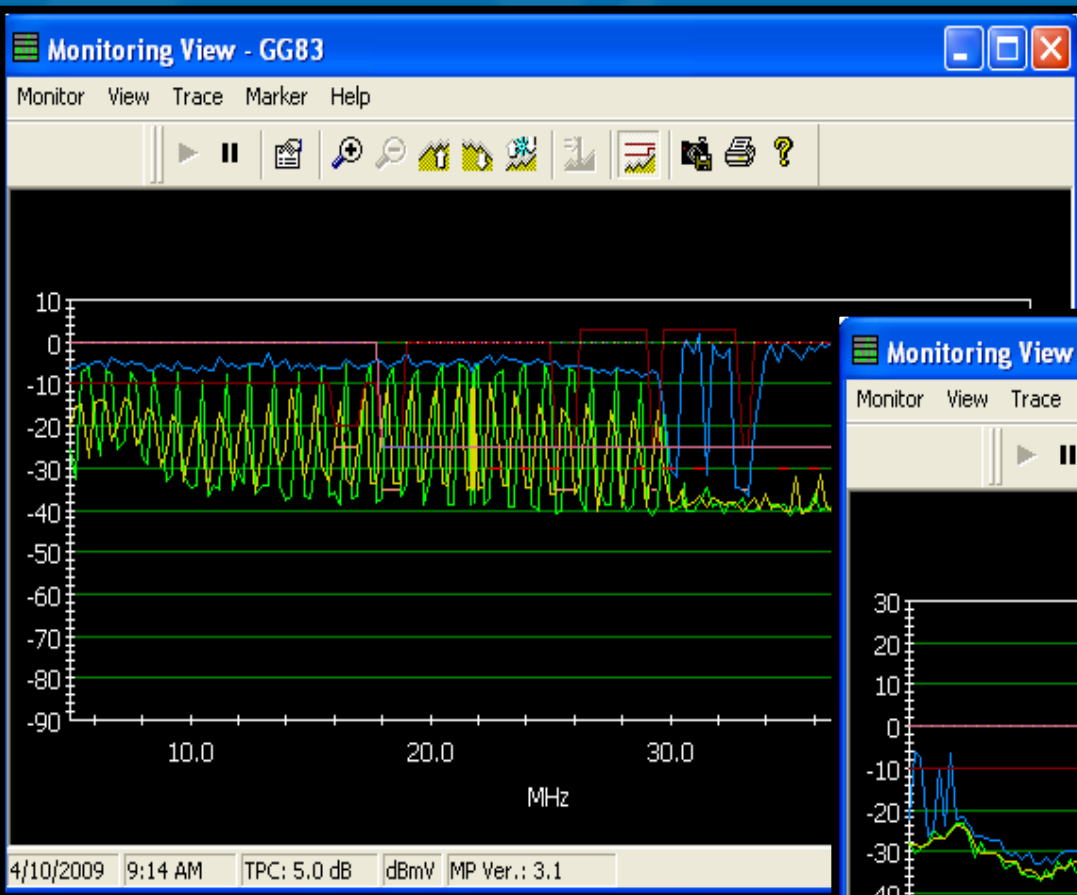 Monitoring View - GG83
Monitor View Trace Marker Help
10
0
-10
-20
-30
-40
-50
-60
-70
-80
-90
10.0 20.0 30.0
MHz
4/10/2009 9:14 AM TPC: 5.0 dB dBmV MP Ver.: 3.1
Monitoring View
Monitor View Trace
30
20
10
0
-10
-20
-30
-40